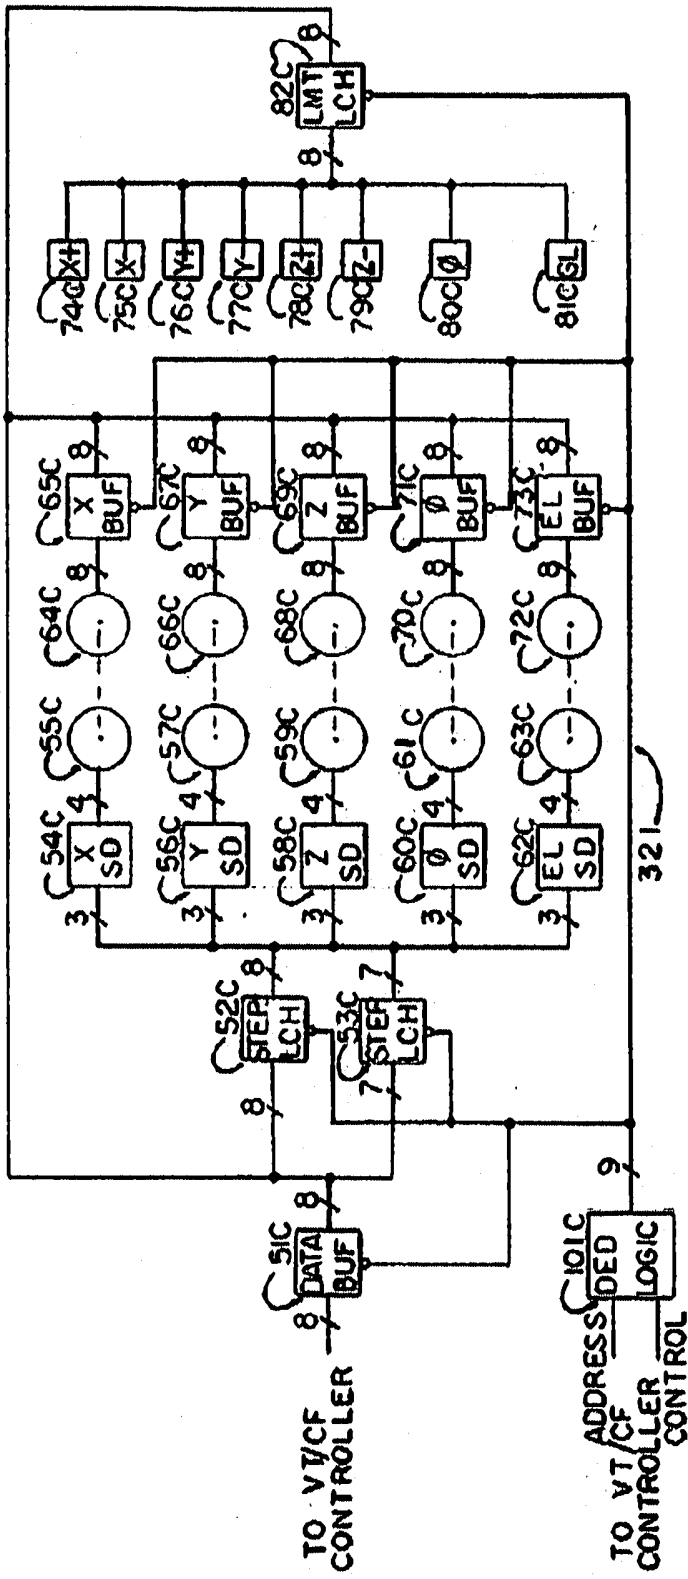 TO VT/CF
CONTROLLER
8
51C
DATA
BUF
8
8
52C
STEP
LCH
8
7
53C
STEP
LCH
7
3
54C
X
SD
4
55C
64C
8
65C
X
BUF
8
3
56C
Y
SD
4
57C
66C
8
67C
Y
BUF
8
3
58C
Z
SD
4
59C
68C
8
69C
Z
BUF
8
3
60C
Ø
SD
4
61C
70C
8
71C
Ø
BUF
8
3
62C
EL
SD
4
63C
72C
8
73C
EL
BUF
8
74C X+
75C X-
76C Y+
77C Y-
78C Z+
79C Z-
80C Ø
81C GL
8
82C
LMT
LCH
8
ADDRESS
TO VT/CF
CONTROLLER
CONTROL
101C
DED
LOGIC
9
321